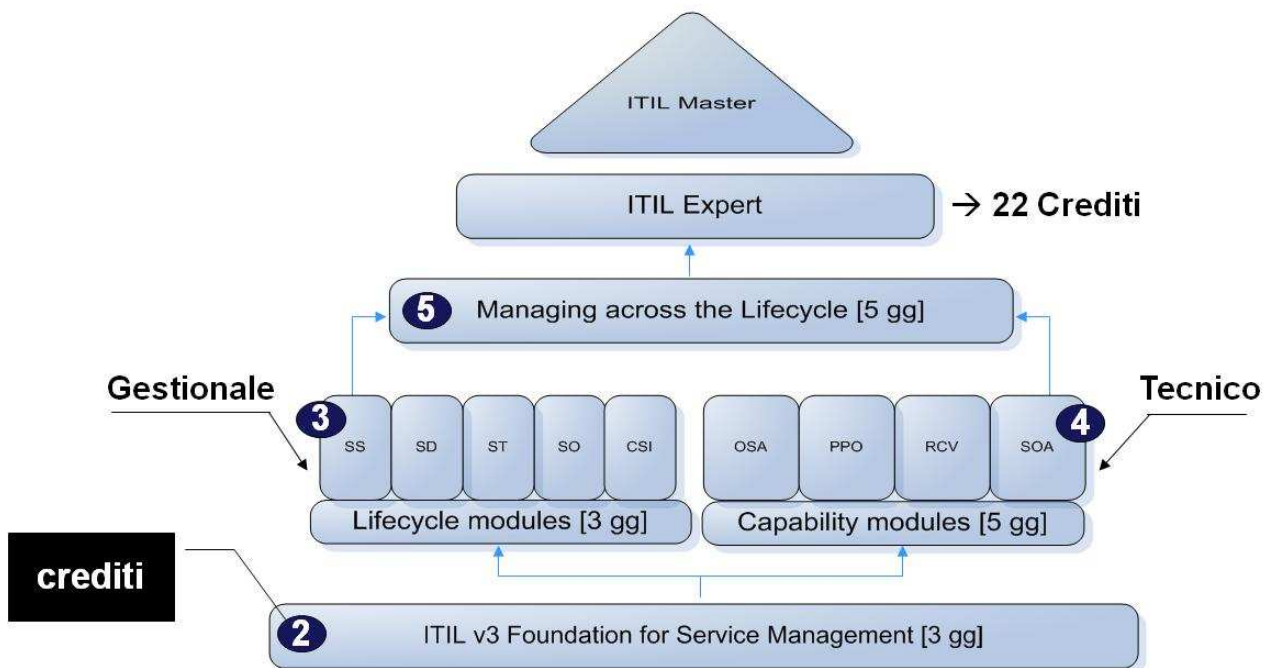 ITIL Master
ITIL Expert
→ 22 Crediti
5 Managing across the Lifecycle [5 gg]
Gestionale
Tecnico
3
4
SS SD ST SO CSI OSA PPO RCV SOA
Lifecycle modules [3 gg] Capability modules [5 gg]
crediti
2 ITIL v3 Foundation for Service Management [3 gg]